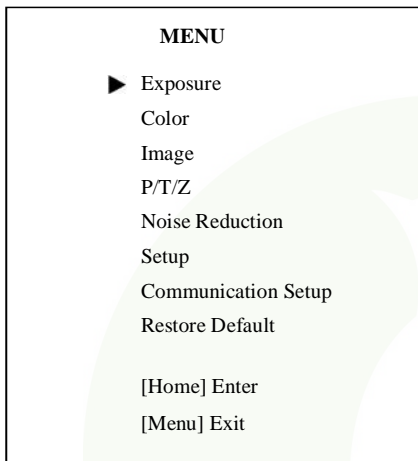 MENU
Exposure
Color
Image
P/T/Z
Noise Reduction
Setup
Communication Setup
Restore Default
[Home] Enter
[Menu] Exit